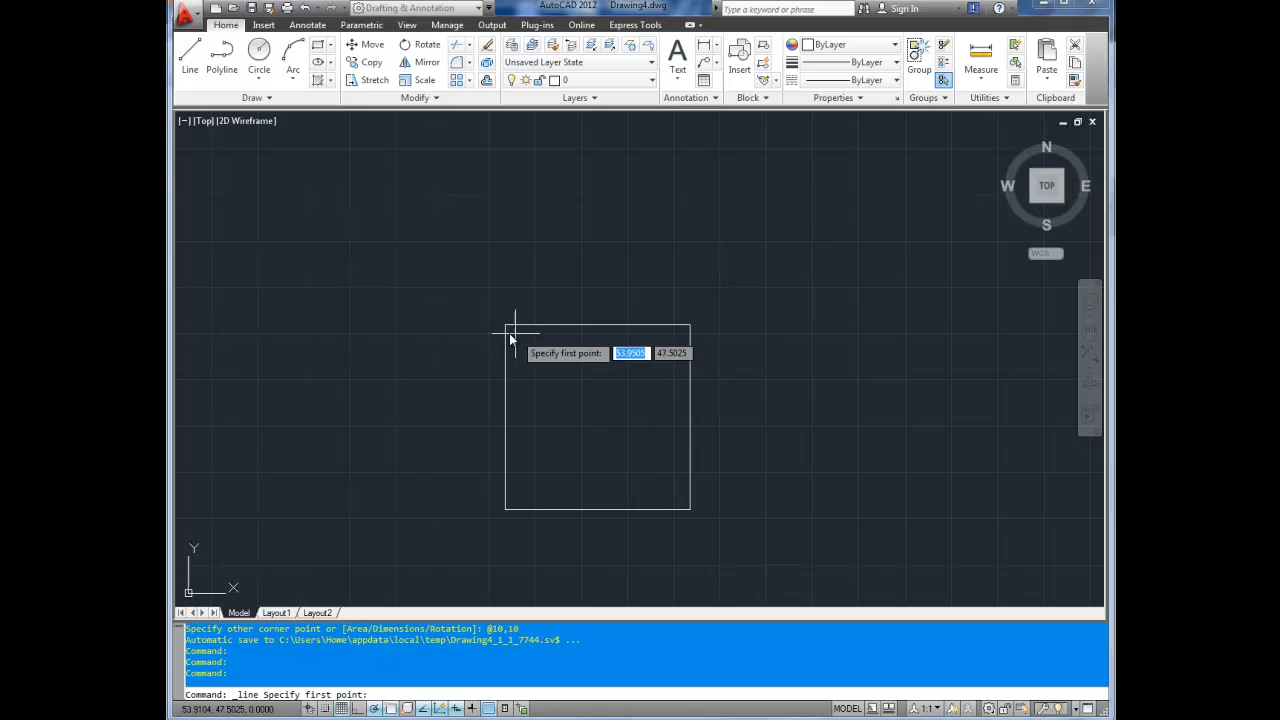 Drafting & Annotation
AutoCAD 2012 Drawing4.dwg
Type a keyword or phrase
Sign In
Home Insert Annotate Parametric View Manage Output Plug-ins Online Express Tools
Line Polyline Circle Arc
Move Rotate
Copy Mirror
Stretch Scale
Unsaved Layer State
0
Text
Insert
ByLayer
ByLayer
ByLayer
Group
Measure
Paste
Draw Modify Layers Annotation Block Properties Groups Utilities Clipboard
[−] [Top] [2D Wireframe]
N
W TOP E
S
WCS
Specify first point: 53.9505 47.5025
Y
X
Model Layout1 Layout2
Specify other corner point or [Area/Dimensions/Rotation]: @10,10
Automatic save to C:\Users\Home\appdata\local\temp\Drawing4_1_1_7744.sv$ ...
Command:
Command:
Command:
Command: _line Specify first point:
53.9104, 47.5025, 0.0000
MODEL
1:1